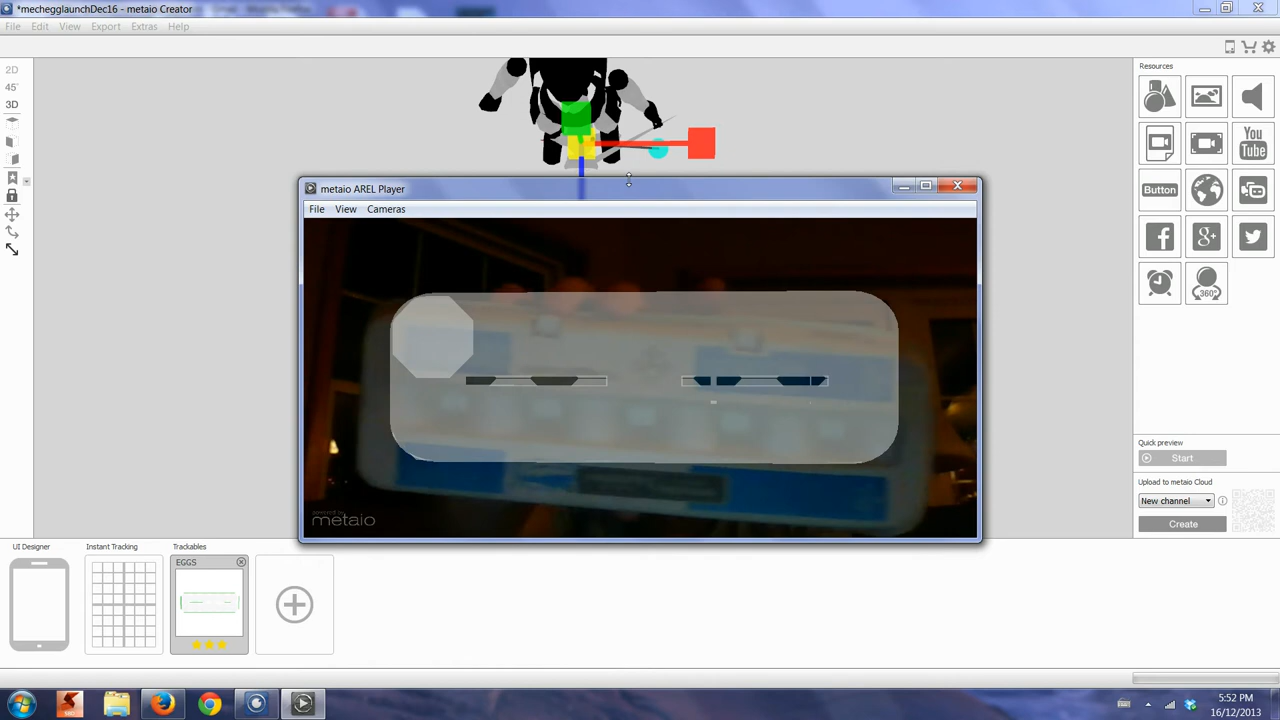 *mechegglaunchDec16 - metaio Creator
File Edit View Export Extras Help
2D
45°
3D
Resources
You
Tube
Button
360°
metaio AREL Player
File View Cameras
metaio
Quick preview
Start
Upload to metaio Cloud
New channel
Create
UI Designer
Instant Tracking
Trackables
EGGS
5:52 PM
16/12/2013